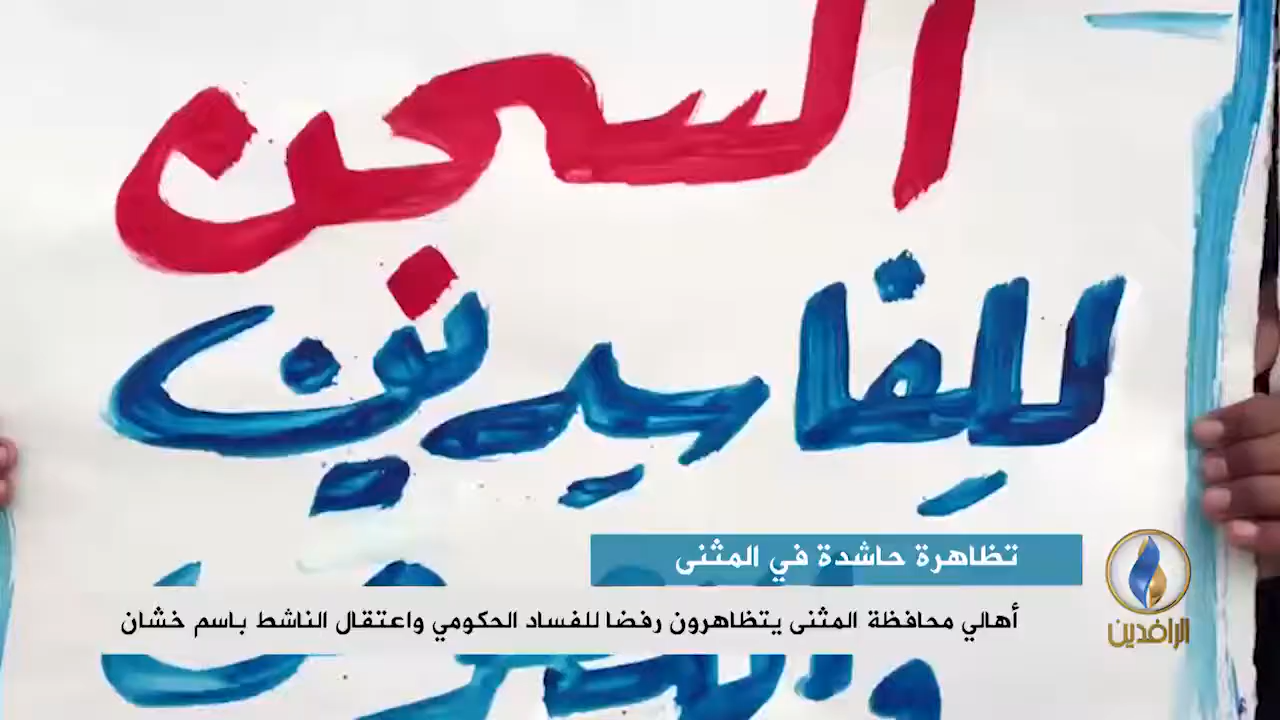 السجن
للفاسدين
تظاهرة حاشدة في المثنى
أهالي محافظة المثنى يتظاهرون رفضا للفساد الحكومي واعتقال الناشط باسم خشان
الرافدين